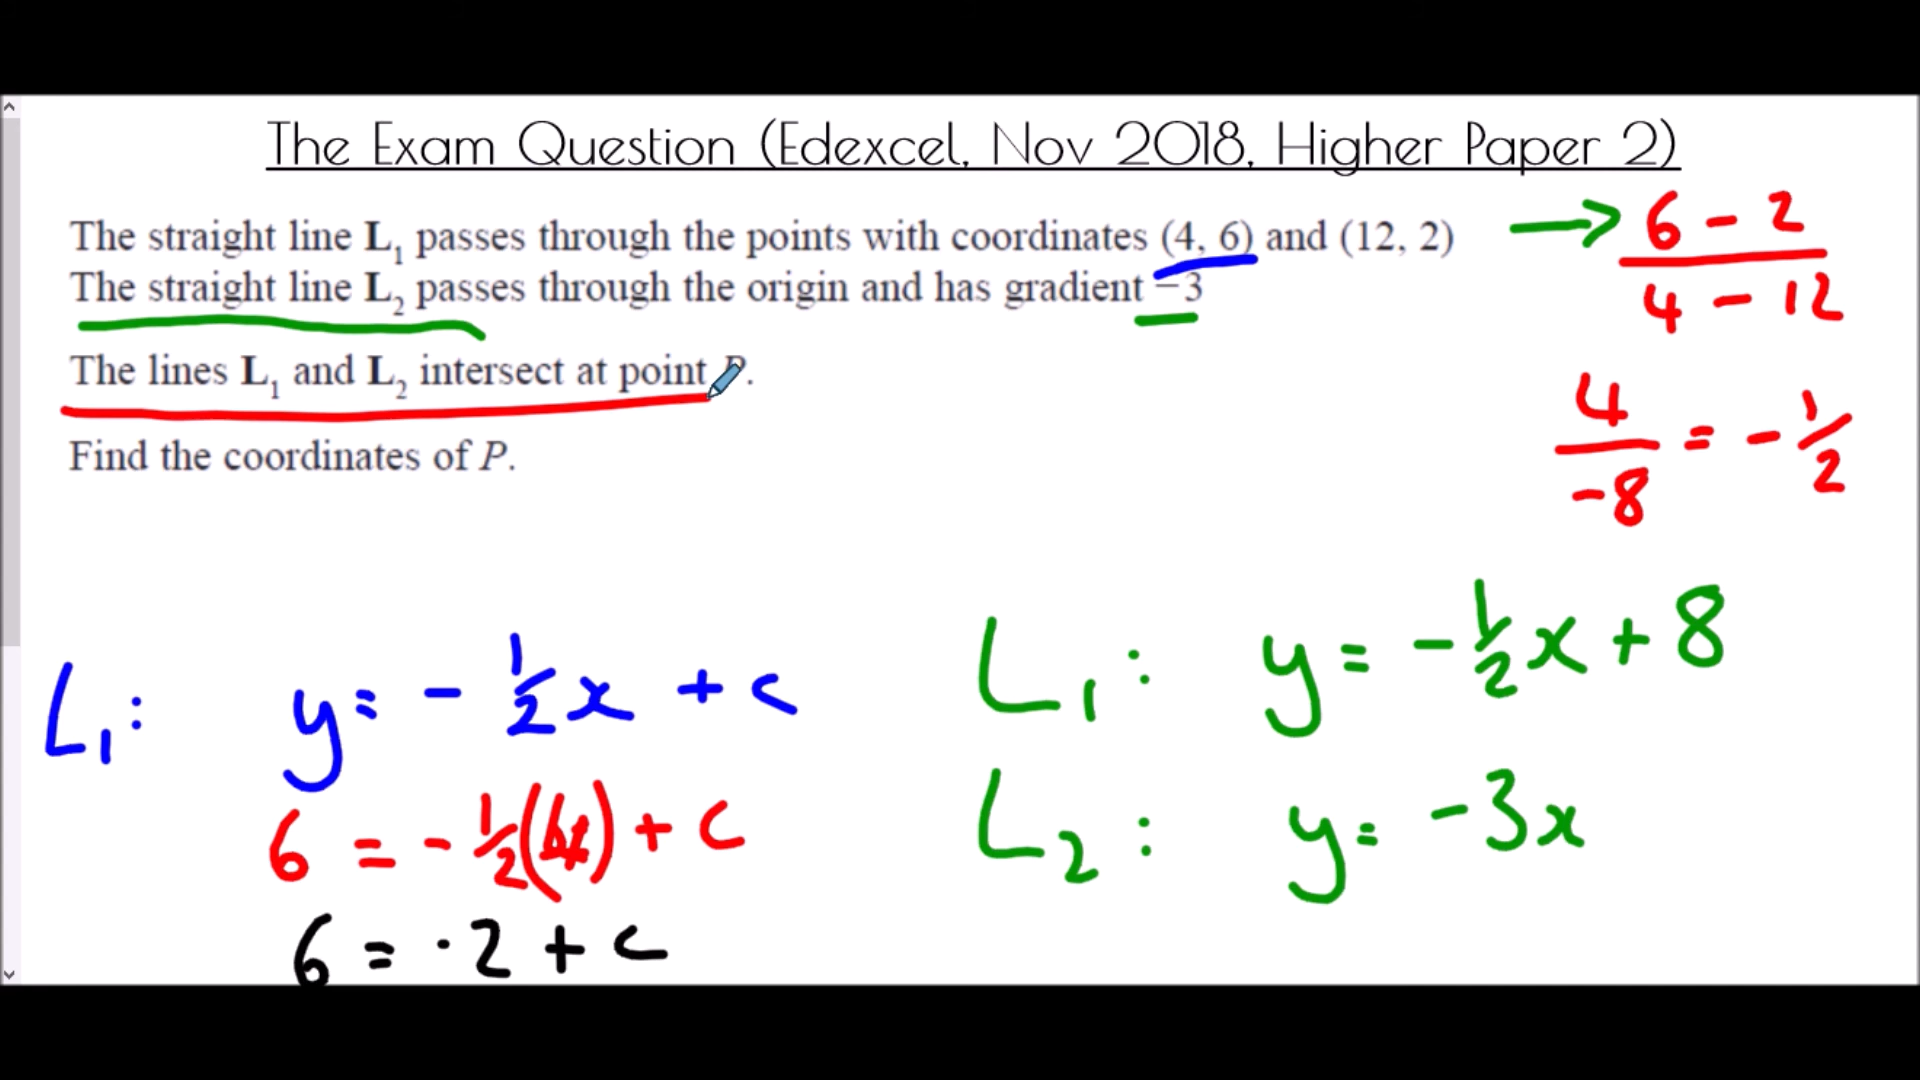 The Exam Question (Edexcel, Nov 2018, Higher Paper 2)
The straight line L₁ passes through the points with coordinates (4, 6) and (12, 2)
The straight line L₂ passes through the origin and has gradient −3
The lines L₁ and L₂ intersect at point P.
Find the coordinates of P.
6 - 2
4 - 12
4
-8 = -1/2
L₁: y = -1/2x + c
6 = -1/2(4) + c
6 = -2 + c
L₁: y = -1/2x + 8
L₂: y = -3x